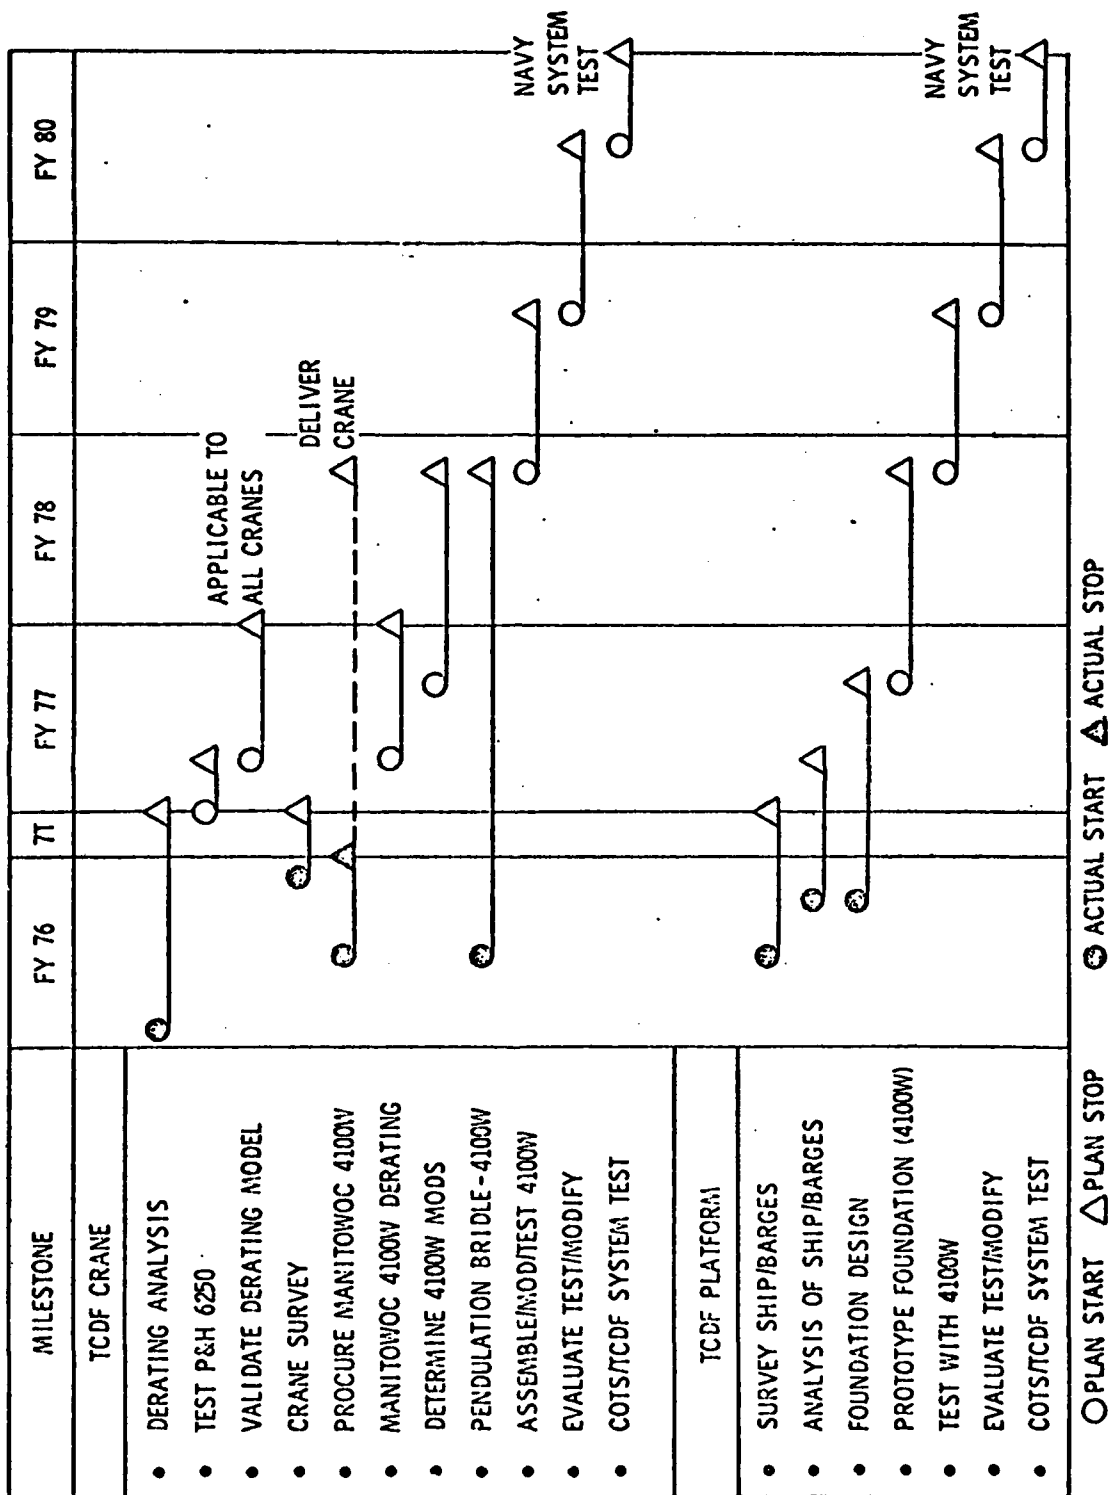 MILESTONE FY 76 7T FY 77 FY 78 FY 79 FY 80
TCDF CRANE
• DERATING ANALYSIS
• TEST P&H 6250
APPLICABLE TO
• VALIDATE DERATING MODEL
ALL CRANES
• CRANE SURVEY
DELIVER
• PROCURE MANITOWOC 4100W
CRANE
• MANITOWOC 4100W DERATING
• DETERMINE 4100W MODS
• PENDULATION BRIDLE-4100W
• ASSEMBLE/MOD/TEST 4100W
NAVY
• EVALUATE TEST/MODIFY
SYSTEM
TEST
• COTS/TCDF SYSTEM TEST
TCDF PLATFORM
• SURVEY SHIP/BARGES
• ANALYSIS OF SHIP/BARGES
• FOUNDATION DESIGN
• PROTOTYPE FOUNDATION (4100W)
• TEST WITH 4100W
NAVY
• EVALUATE TEST/MODIFY
SYSTEM
TEST
• COTS/TCDF SYSTEM TEST
PLAN START PLAN STOP ACTUAL START ACTUAL STOP